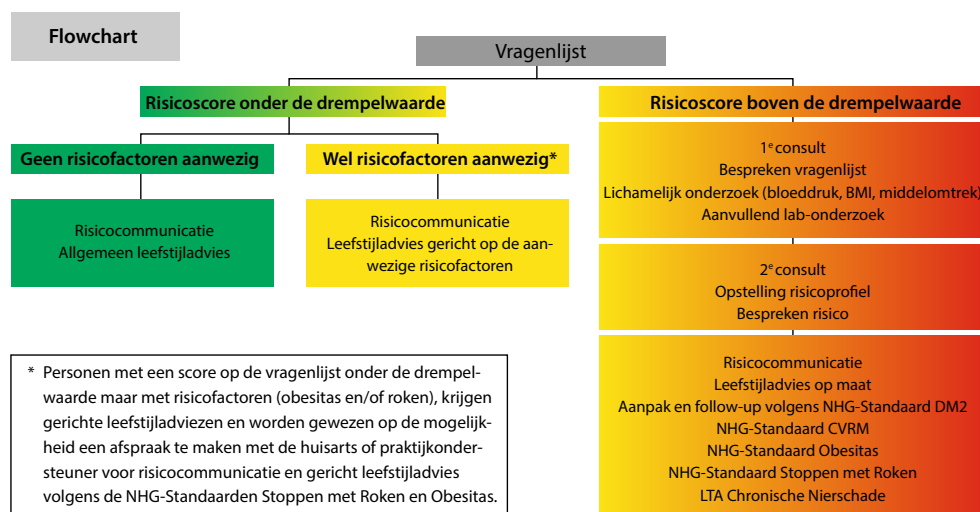 Flowchart
Vragenlijst
Risicoscore onder de drempelwaarde
Geen risicofactoren aanwezig
Risicocommunicatie
Allgemeen leefstijladvies
Wel risicofactoren aanwezig*
Risicocommunicatie
Leefstijladvies gericht op de aan-
wezige risicofactoren
Risicoscore boven de drempelwaarde
1e consult
Bespreken vragenlijst
Lichamelijk onderzoek (bloeddruk, BMI, middelomtrek)
Aanvullend lab-onderzoek
2e consult
Opstelling risicoprofiel
Bespreken risico
Risicocommunicatie
Leefstijladvies op maat
Aanpak en follow-up volgens NHG-Standaard DM2
NHG-Standaard CVRM
NHG-Standaard Obesitas
NHG-Standaard Stoppen met Roken
LTA Chronische Nierschade
* Personen met een score op de vragenlijst onder de drempel-
waarde maar met risicofactoren (obesitas en/of roken), krijgen
gerichte leefstijladviezen en worden gewezen op de mogelijk-
heid een afspraak te maken met de huisarts of praktijkonder-
steuner voor risicocommunicatie en gericht leefstijladvies
volgens de NHG-Standaarden Stoppen met Roken en Obesitas.